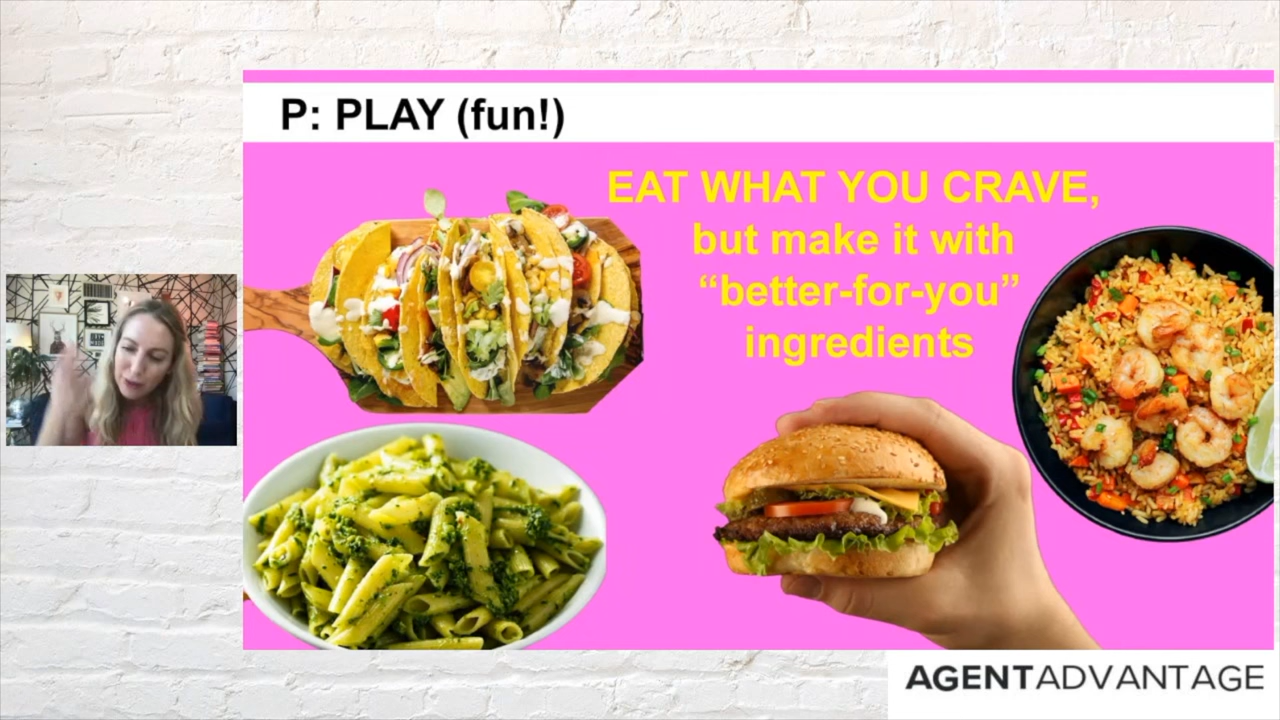 P: PLAY (fun!)
EAT WHAT YOU CRAVE,
but make it with
“better-for-you”
ingredients
AGENTADVANTAGE